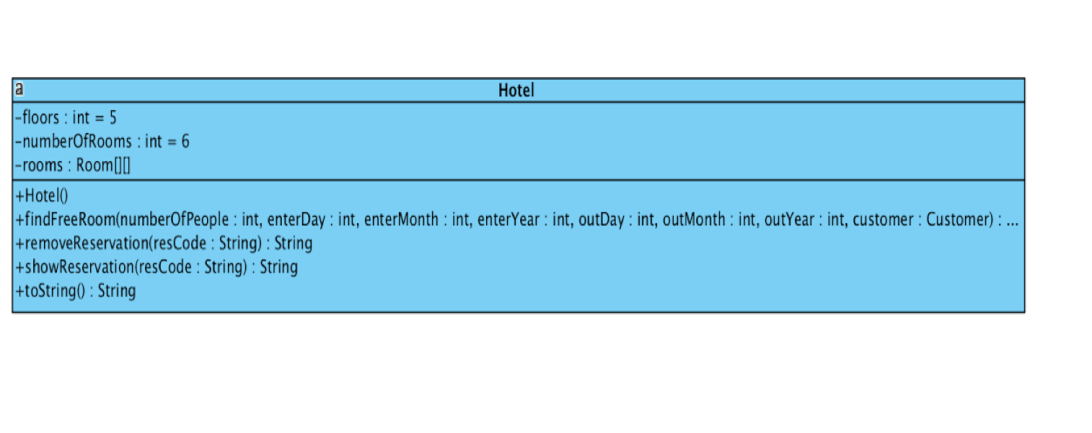 a
Hotel
-floors : int = 5
-numberOfRooms : int = 6
-rooms : Room[][]
+Hotel()
+findFreeRoom(numberOfPeople : int, enterDay : int, enterMonth : int, enterYear : int, outDay : int, outMonth : int, outYear : int, customer : Customer) : ...
+removeReservation(resCode : String) : String
+showReservation(resCode : String) : String
+toString() : String